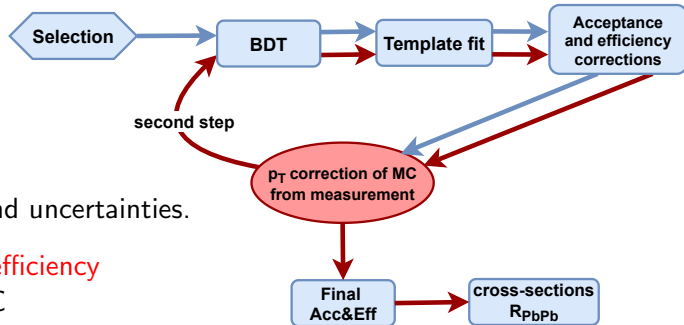 Selection
BDT
Template fit
Acceptance
and efficiency
corrections
second step
pT correction of MC
from measurement
nd uncertainties.
efficiency
C
Final
Acc&Eff
cross-sections
RPbPb